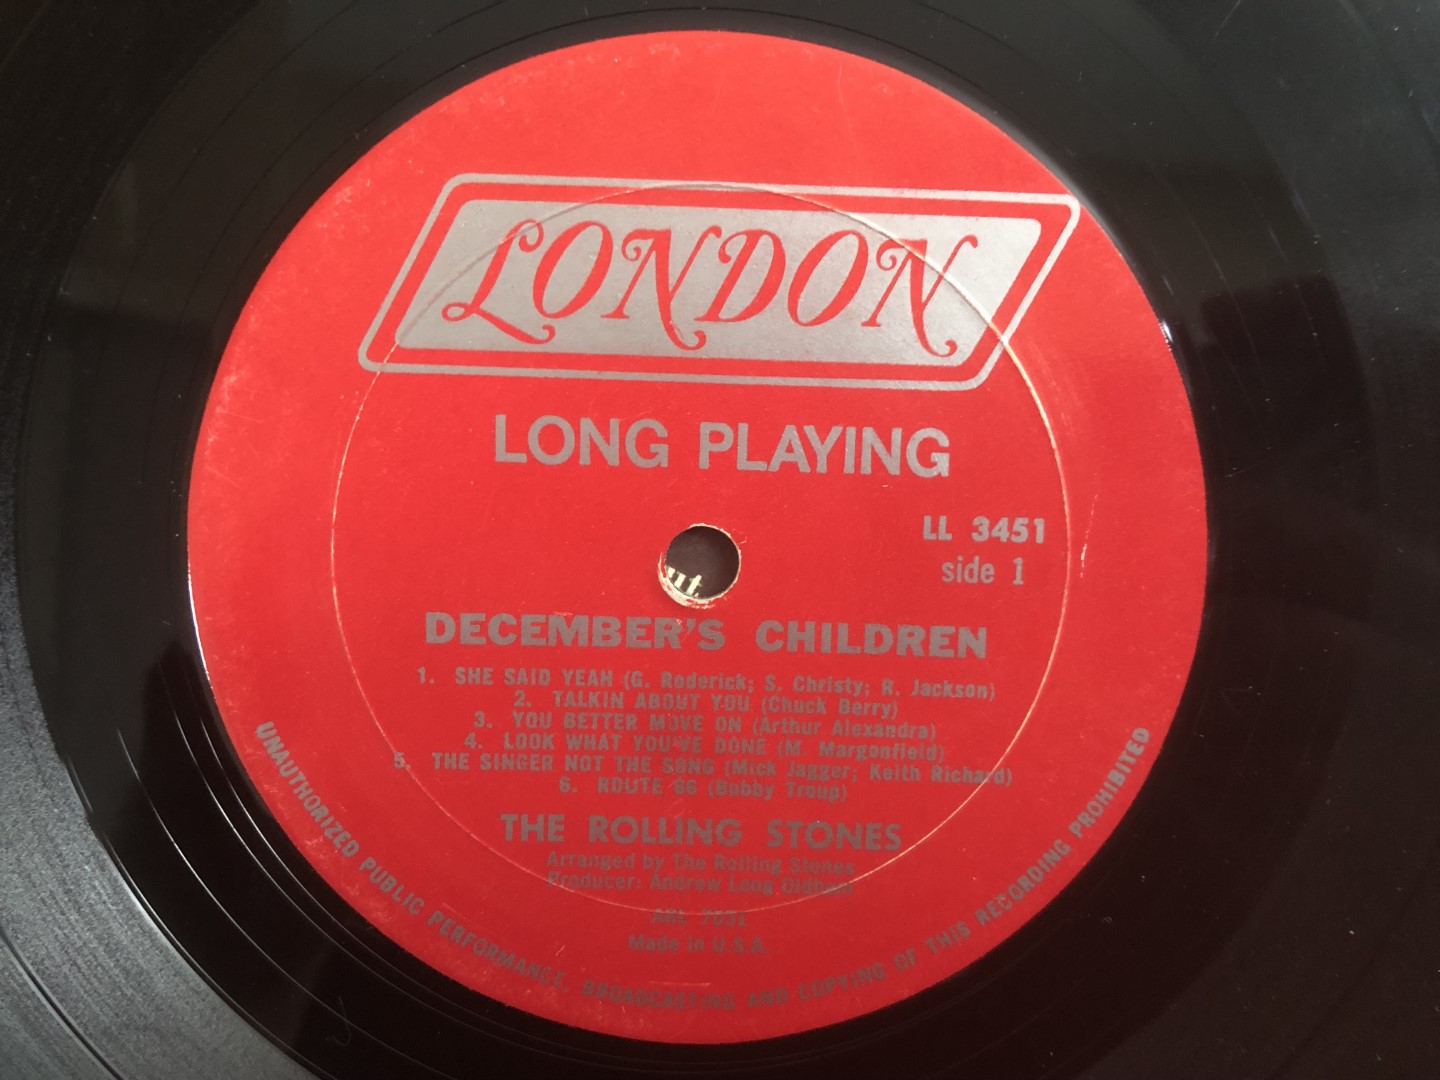 LONDON
LONG PLAYING
LL 3451
side 1
DECEMBER'S CHILDREN
1. SHE SAID YEAH (G. Roderick; S. Christy; R. Jackson)
2. TALKIN ABOUT YOU (Chuck Berry)
3. YOU BETTER MOVE ON (Arthur Alexandra)
4. LOOK WHAT YOU'VE DONE (M. Margonfield)
5. THE SINGER NOT THE SONG (Mick Jagger; Keith Richard)
6. ROUTE 66 (Bobby Troup)
THE ROLLING STONES
Arranged by The Rolling Stones
Producer: Andrew Loog Oldham
ARL 7031
Made in U.S.A.
UNAUTHORIZED PUBLIC PERFORMANCE, BROADCASTING AND COPYING OF THIS RECORDING PROHIBITED